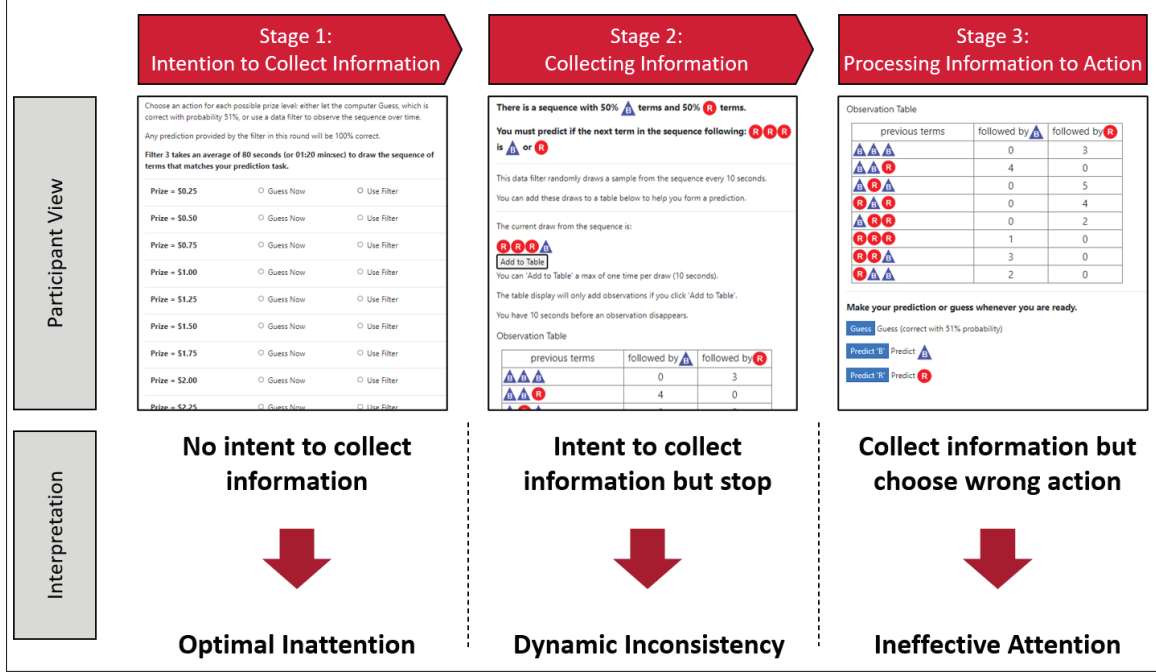 Stage 1:
Intention to Collect Information
Stage 2:
Collecting Information
Stage 3:
Processing Information to Action
Participant View
Choose an action for each possible prize level: either let the computer Guess, which is
correct with probability 51%, or use a data filter to observe the sequence over time.
Any prediction provided by the filter in this round will be 100% correct.
Filter 3 takes an average of 80 seconds (or 01:20 minsec) to draw the sequence of
terms that matches your prediction task.
Prize = $0.25 Guess Now Use Filter
Prize = $0.50 Guess Now Use Filter
Prize = $0.75 Guess Now Use Filter
Prize = $1.00 Guess Now Use Filter
Prize = $1.25 Guess Now Use Filter
Prize = $1.50 Guess Now Use Filter
Prize = $1.75 Guess Now Use Filter
Prize = $2.00 Guess Now Use Filter
Prize = $2.25 Guess Now Use Filter
There is a sequence with 50% B terms and 50% R terms.
You must predict if the next term in the sequence following: R R R
is B or R
This data filter randomly draws a sample from the sequence every 10 seconds.
You can add these draws to a table below to help you form a prediction.
The current draw from the sequence is:
R R R B
Add to Table
You can 'Add to Table' a max of one time per draw (10 seconds).
The table display will only add observations if you click 'Add to Table'.
You have 10 seconds before an observation disappears.
Observation Table
previous terms followed by B followed by R
B B B 0 3
B B R 4 0
Observation Table
previous terms followed by B followed by R
B B B 0 3
B B R 4 0
B R B 0 5
R B R 0 4
B R R 0 2
R R R 1 0
R R B 3 0
R B B 2 0
Make your prediction or guess whenever you are ready.
Guess Guess (correct with 51% probability)
Predict 'B' Predict B
Predict 'R' Predict R
Interpretation
No intent to collect
information
Optimal Inattention
Intent to collect
information but stop
Dynamic Inconsistency
Collect information but
choose wrong action
Ineffective Attention